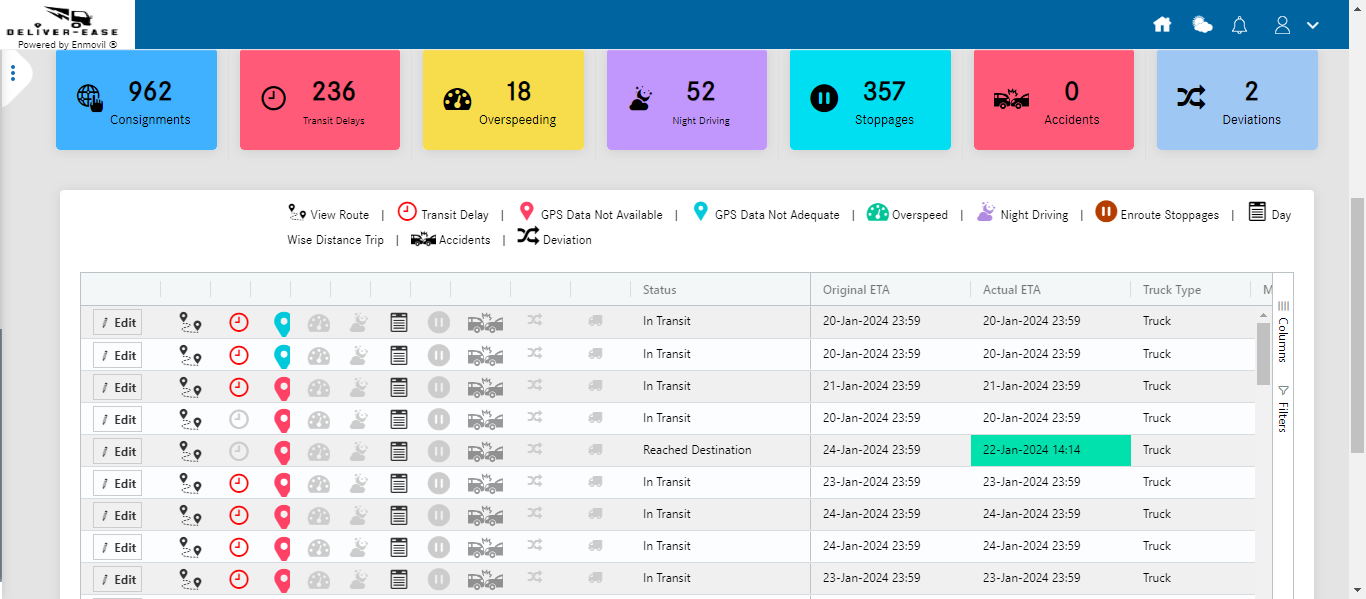 DELIVER-EASE
Powered by Enmovil ®
962
Consignments
236
Transit Delays
18
Overspeeding
52
Night Driving
357
Stoppages
0
Accidents
2
Deviations
View Route | Transit Delay | GPS Data Not Available | GPS Data Not Adequate | Overspeed | Night Driving | Enroute Stoppages | Day
Wise Distance Trip | Accidents | Deviation
Status Original ETA Actual ETA Truck Type M
Edit In Transit 20-Jan-2024 23:59 20-Jan-2024 23:59 Truck
Edit In Transit 20-Jan-2024 23:59 20-Jan-2024 23:59 Truck
Edit In Transit 21-Jan-2024 23:59 21-Jan-2024 23:59 Truck
Edit In Transit 20-Jan-2024 23:59 20-Jan-2024 23:59 Truck
Edit Reached Destination 24-Jan-2024 23:59 22-Jan-2024 14:14 Truck
Edit In Transit 23-Jan-2024 23:59 23-Jan-2024 23:59 Truck
Edit In Transit 24-Jan-2024 23:59 24-Jan-2024 23:59 Truck
Edit In Transit 24-Jan-2024 23:59 24-Jan-2024 23:59 Truck
Edit In Transit 23-Jan-2024 23:59 23-Jan-2024 23:59 Truck
Columns
Filters